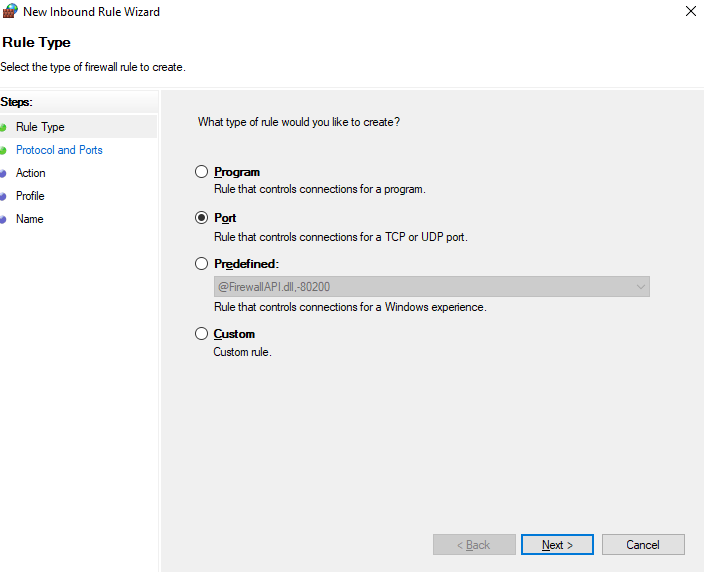 New Inbound Rule Wizard
Rule Type
Select the type of firewall rule to create.
Steps:
Rule Type
Protocol and Ports
Action
Profile
Name
What type of rule would you like to create?
Program
Rule that controls connections for a program.
Port
Rule that controls connections for a TCP or UDP port.
Predefined:
@FirewallAPI.dll,-80200
Rule that controls connections for a Windows experience.
Custom
Custom rule.
< Back
Next >
Cancel